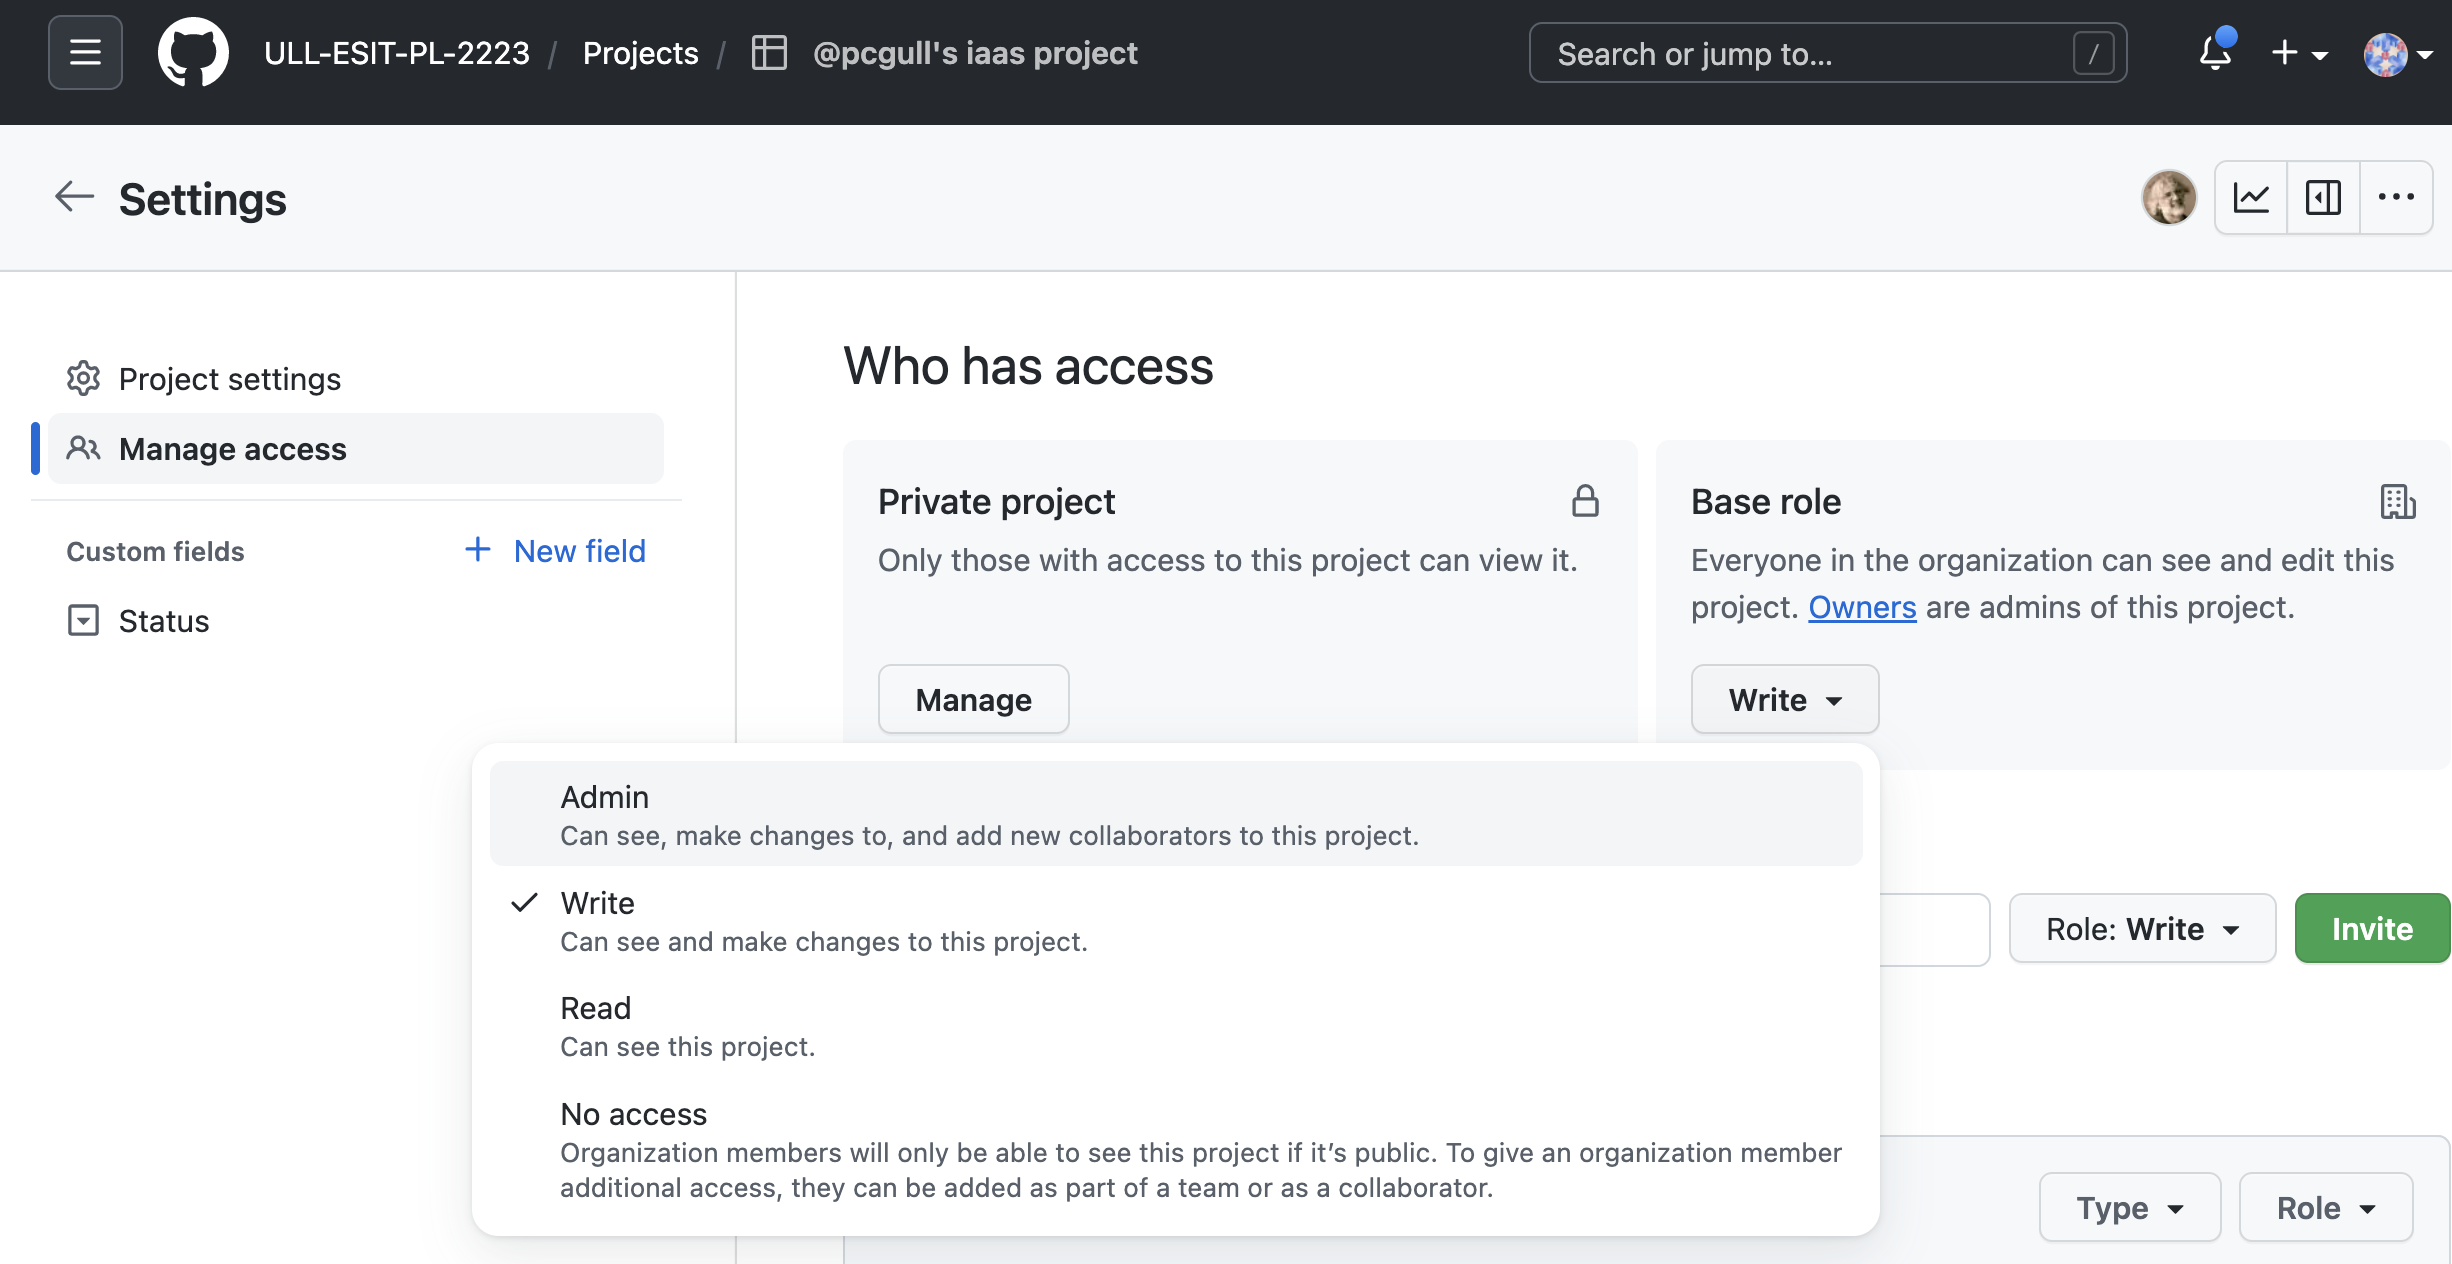 ULL-ESIT-PL-2223 / Projects / @pcgull's iaas project
Search or jump to... /
Settings
Project settings
Manage access
Custom fields
New field
Status
Who has access
Private project
Only those with access to this project can view it.
Manage
Base role
Everyone in the organization can see and edit this
project. Owners are admins of this project.
Write
Admin
Can see, make changes to, and add new collaborators to this project.
Write
Can see and make changes to this project.
Read
Can see this project.
No access
Organization members will only be able to see this project if it’s public. To give an organization member
additional access, they can be added as part of a team or as a collaborator.
Role: Write
Invite
Type
Role